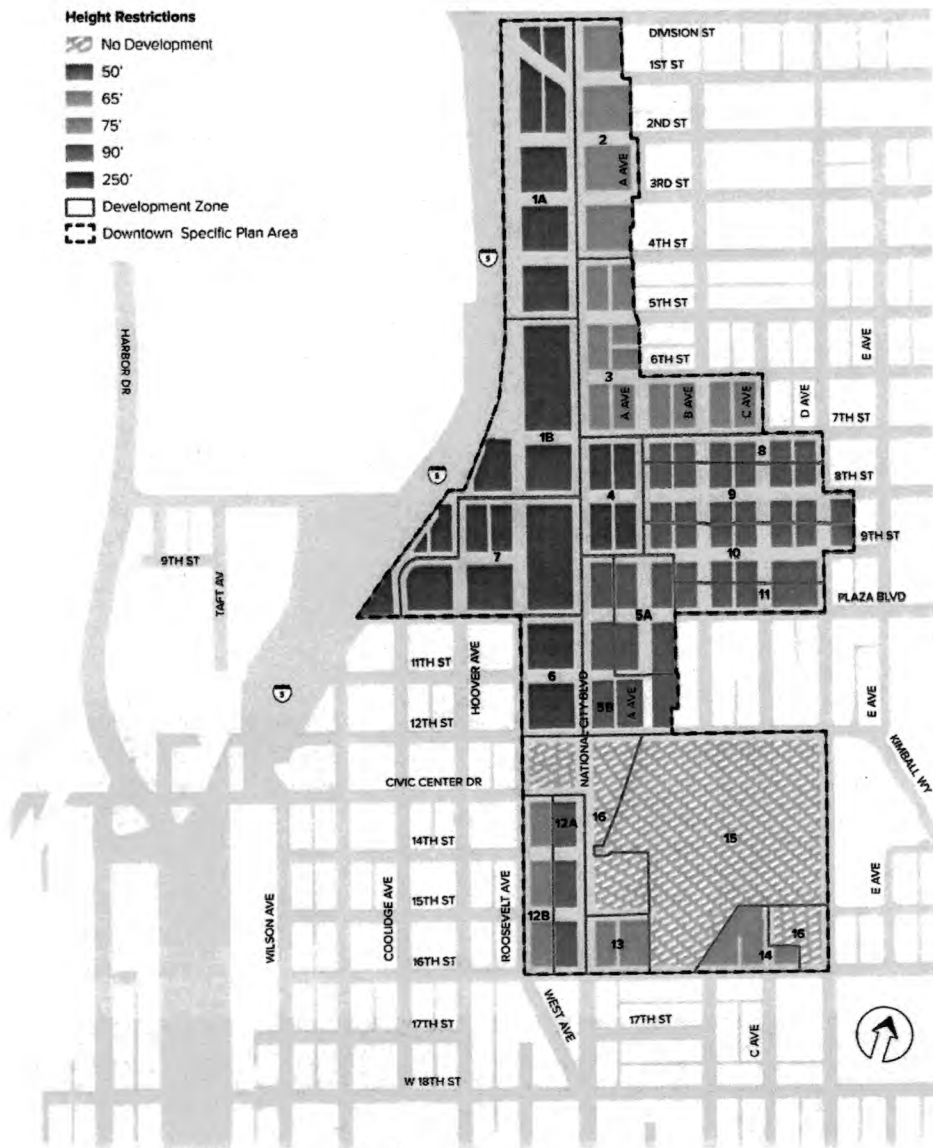 Height Restrictions
No Development
50'
65'
75'
90'
250'
Development Zone
Downtown Specific Plan Area
DIVISION ST
1ST ST
2ND ST
2
A AVE
3RD ST
1A
4TH ST
5
5TH ST
HARBOR DR
6TH ST
E AVE
3
A AVE
B AVE
C AVE
D AVE
7TH ST
1B
8
8TH ST
5
4
9
9TH ST
9TH ST
7
10
TAFT AV
11
PLAZA BLVD
5A
11TH ST
HOOVER AVE
6
NATIONAL CITY BLVD
5
5B
A AVE
E AVE
12TH ST
KIMBALL WY
CIVIC CENTER DR
16
12A
14TH ST
15
E AVE
WILSON AVE
COOLIDGE AVE
15TH ST
ROOSEVELT AVE
12B
16
13
14
16TH ST
WEST AVE
17TH ST
17TH ST
C AVE
W 18TH ST